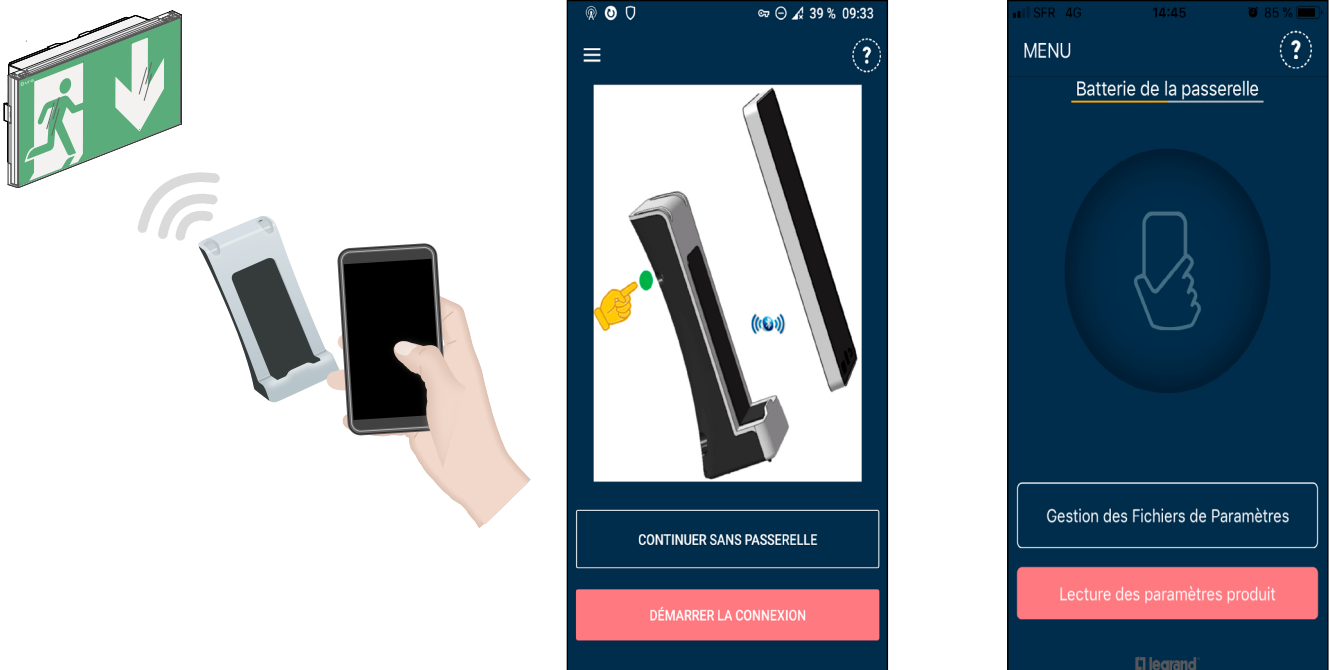 39 % 09:33
?
CONTINUER SANS PASSERELLE
DÉMARRER LA CONNEXION
SFR 4G 14:45 85 %
MENU ?
Batterie de la passerelle
Gestion des Fichiers de Paramètres
Lecture des paramètres produit
legrand